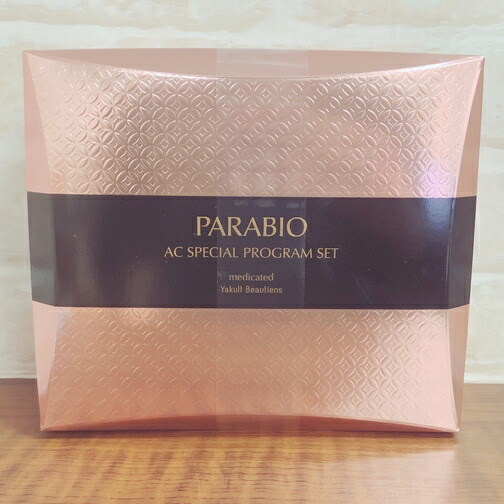 PARABIO
AC SPECIAL PROGRAM SET
medicated
Yakult Beautiens